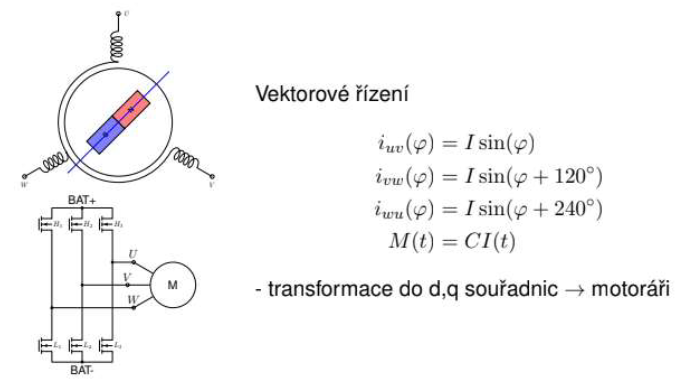 U
W
V
BAT+
H₁ H₂ H₃
U
V
W
M
L₁ L₂ L₃
BAT-
Vektorové řízení
i_uv(φ) = I sin(φ)
i_vw(φ) = I sin(φ + 120°)
i_wu(φ) = I sin(φ + 240°)
M(t) = CI(t)
- transformace do d,q souřadnic → motoráři